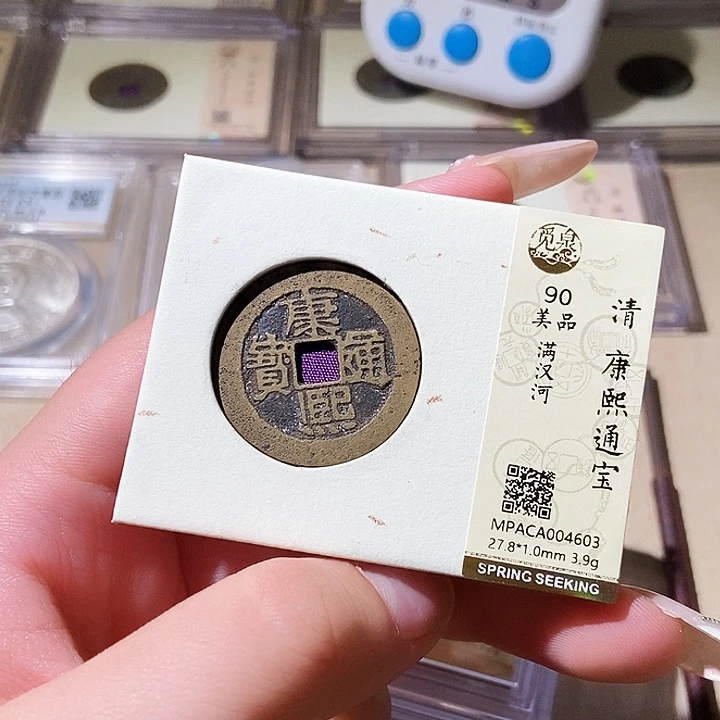 康熙通寳
觅泉
90
美品
满汉河
清 康熙通宝
MPACA004603
27.8*1.0mm 3.9g
SPRING SEEKING